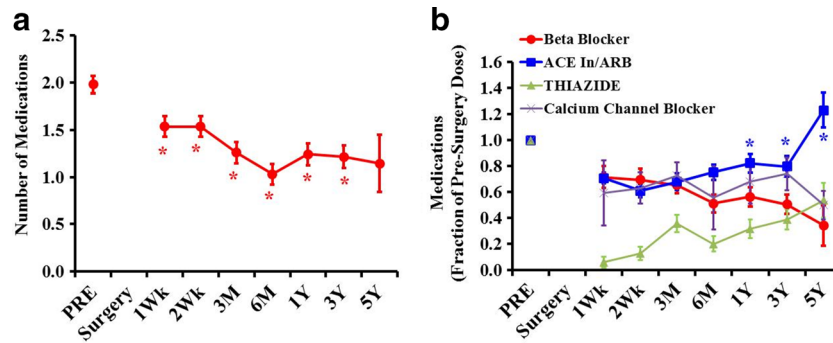 a
Number of Medications
2.5
2.0
1.5
1.0
0.5
0.0
* * * * * *
PRE
Surgery
1Wk
2Wk
3M
6M
1Y
3Y
5Y
b
Beta Blocker
ACE In/ARB
THIAZIDE
Calcium Channel Blocker
Medications
(Fraction of Pre-Surgery Dose)
1.6
1.4
1.2
1.0
0.8
0.6
0.4
0.2
0.0
* * *
PRE
Surgery
1Wk
2Wk
3M
6M
1Y
3Y
5Y